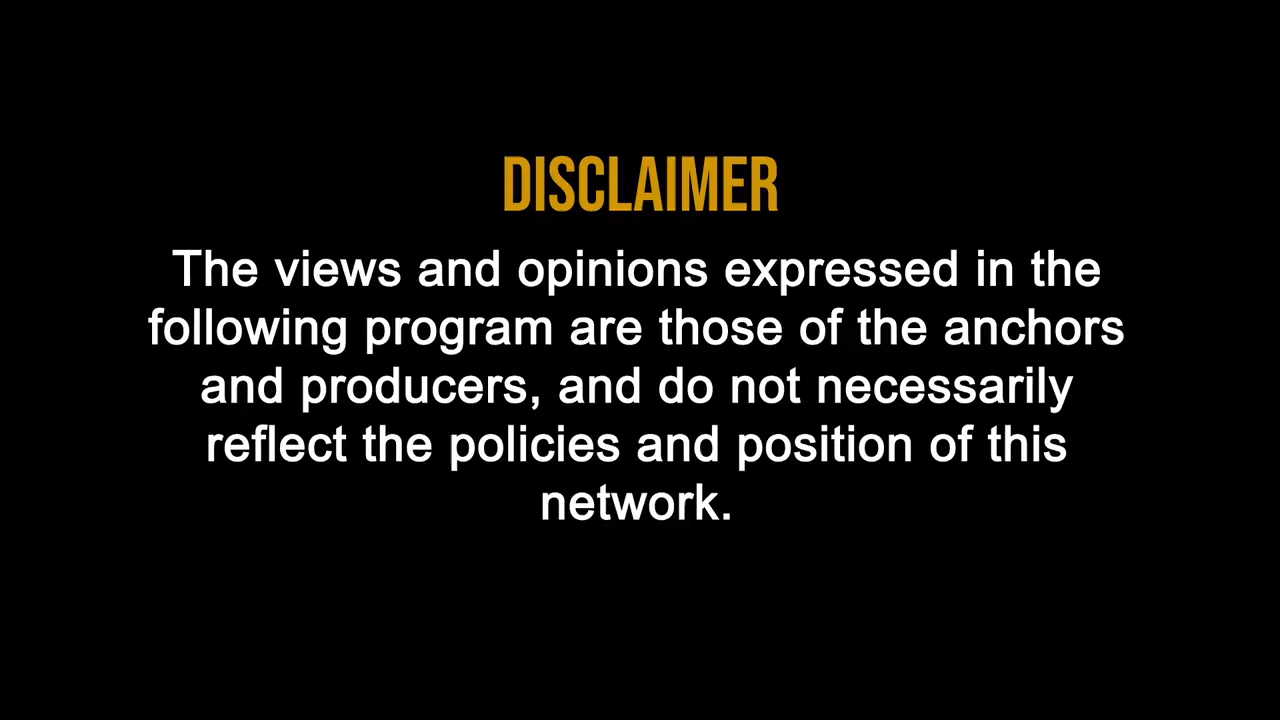 DISCLAIMER
The views and opinions expressed in the
following program are those of the anchors
and producers, and do not necessarily
reflect the policies and position of this
network.